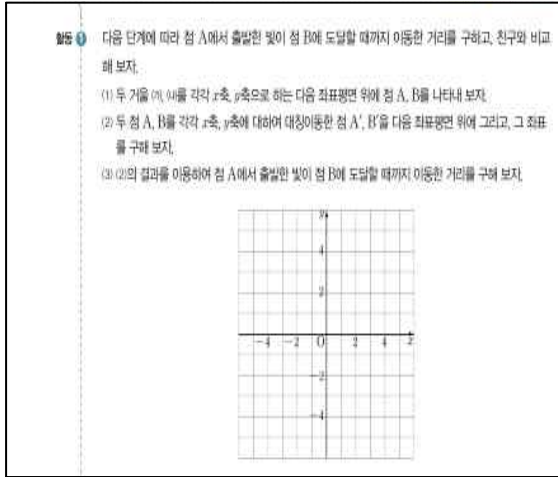 활동 1 다음 단계에 따라 점 A에서 출발한 빛이 점 B에 도달할 때까지 이동한 거리를 구하고, 친구와 비교
해 보자.
(1) 두 거울 ㈎, ㈏를 각각 x축, y축으로 하는 다음 좌표평면 위에 점 A, B를 나타내 보자.
(2) 두 점 A, B를 각각 x축, y축에 대하여 대칭이동한 점 A', B'을 다음 좌표평면 위에 그리고, 그 좌표
를 구해 보자.
(3) (2)의 결과를 이용하여 점 A에서 출발한 빛이 점 B에 도달할 때까지 이동한 거리를 구해 보자.
y
4
2
-4 -2 O 2 4 x
-2
-4